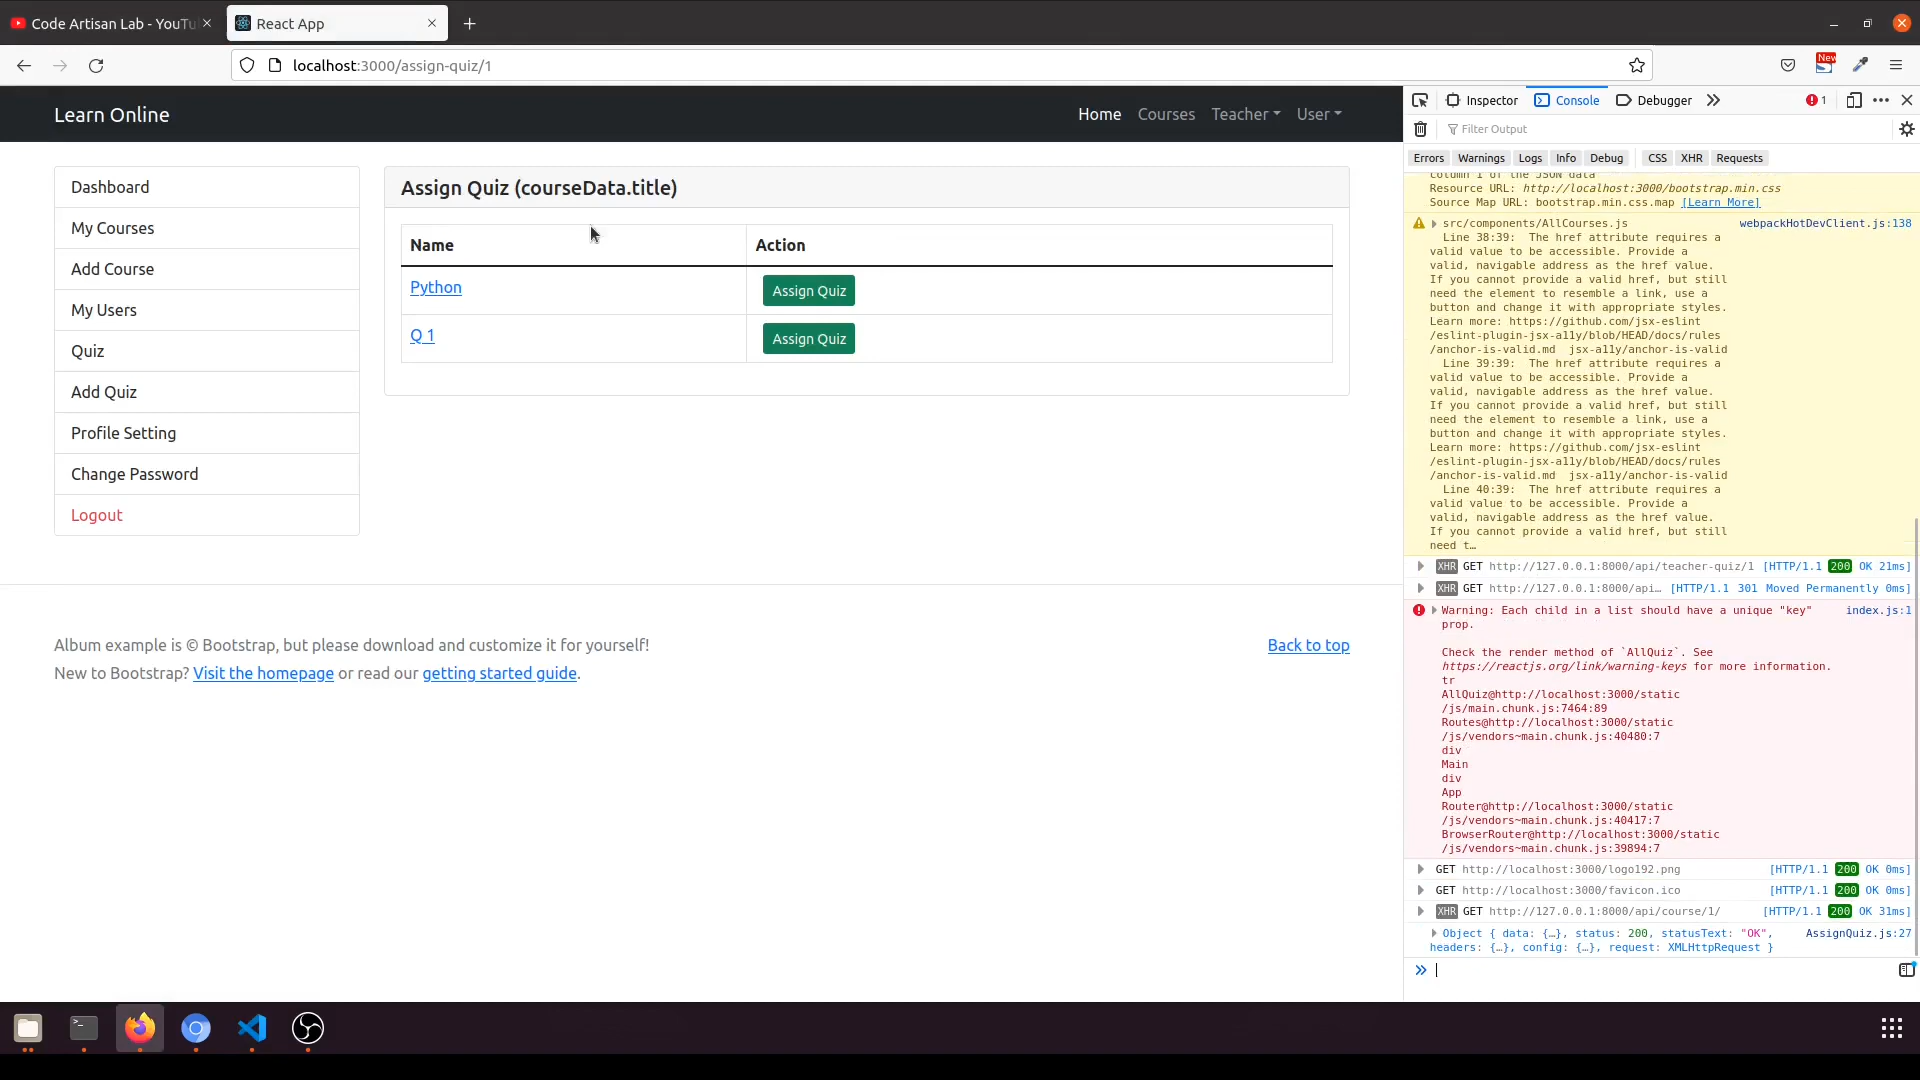 Code Artisan Lab - YouTu
React App
localhost:3000/assign-quiz/1
New
Learn Online
Home
Courses
Teacher
User
Dashboard
My Courses
Add Course
My Users
Quiz
Add Quiz
Profile Setting
Change Password
Logout
Assign Quiz (courseData.title)
Name Action
Python Assign Quiz
Q 1 Assign Quiz
Album example is © Bootstrap, but please download and customize it for yourself!
Back to top
New to Bootstrap? Visit the homepage or read our getting started guide.
Inspector
Console
Debugger
1
Filter Output
Errors
Warnings
Logs
Info
Debug
CSS
XHR
Requests
column 1 of the JSON data
Resource URL: http://localhost:3000/bootstrap.min.css
Source Map URL: bootstrap.min.css.map [Learn More]
src/components/AllCourses.js webpackHotDevClient.js:138
Line 38:39: The href attribute requires a
valid value to be accessible. Provide a
valid, navigable address as the href value.
If you cannot provide a valid href, but still
need the element to resemble a link, use a
button and change it with appropriate styles.
Learn more: https://github.com/jsx-eslint
/eslint-plugin-jsx-a11y/blob/HEAD/docs/rules
/anchor-is-valid.md jsx-a11y/anchor-is-valid
Line 39:39: The href attribute requires a
valid value to be accessible. Provide a
valid, navigable address as the href value.
If you cannot provide a valid href, but still
need the element to resemble a link, use a
button and change it with appropriate styles.
Learn more: https://github.com/jsx-eslint
/eslint-plugin-jsx-a11y/blob/HEAD/docs/rules
/anchor-is-valid.md jsx-a11y/anchor-is-valid
Line 40:39: The href attribute requires a
valid value to be accessible. Provide a
valid, navigable address as the href value.
If you cannot provide a valid href, but still
need t…
XHR GET http://127.0.0.1:8000/api/teacher-quiz/1 [HTTP/1.1 200 OK 21ms]
XHR GET http://127.0.0.1:8000/api… [HTTP/1.1 301 Moved Permanently 0ms]
Warning: Each child in a list should have a unique "key" index.js:1
prop.
Check the render method of `AllQuiz`. See
https://reactjs.org/link/warning-keys for more information.
tr
AllQuiz@http://localhost:3000/static
/js/main.chunk.js:7464:89
Routes@http://localhost:3000/static
/js/vendors~main.chunk.js:40480:7
div
Main
div
App
Router@http://localhost:3000/static
/js/vendors~main.chunk.js:40417:7
BrowserRouter@http://localhost:3000/static
/js/vendors~main.chunk.js:39894:7
GET http://localhost:3000/logo192.png [HTTP/1.1 200 OK 0ms]
GET http://localhost:3000/favicon.ico [HTTP/1.1 200 OK 0ms]
XHR GET http://127.0.0.1:8000/api/course/1/ [HTTP/1.1 200 OK 31ms]
Object { data: {…}, status: 200, statusText: "OK", AssignQuiz.js:27
headers: {…}, config: {…}, request: XMLHttpRequest }